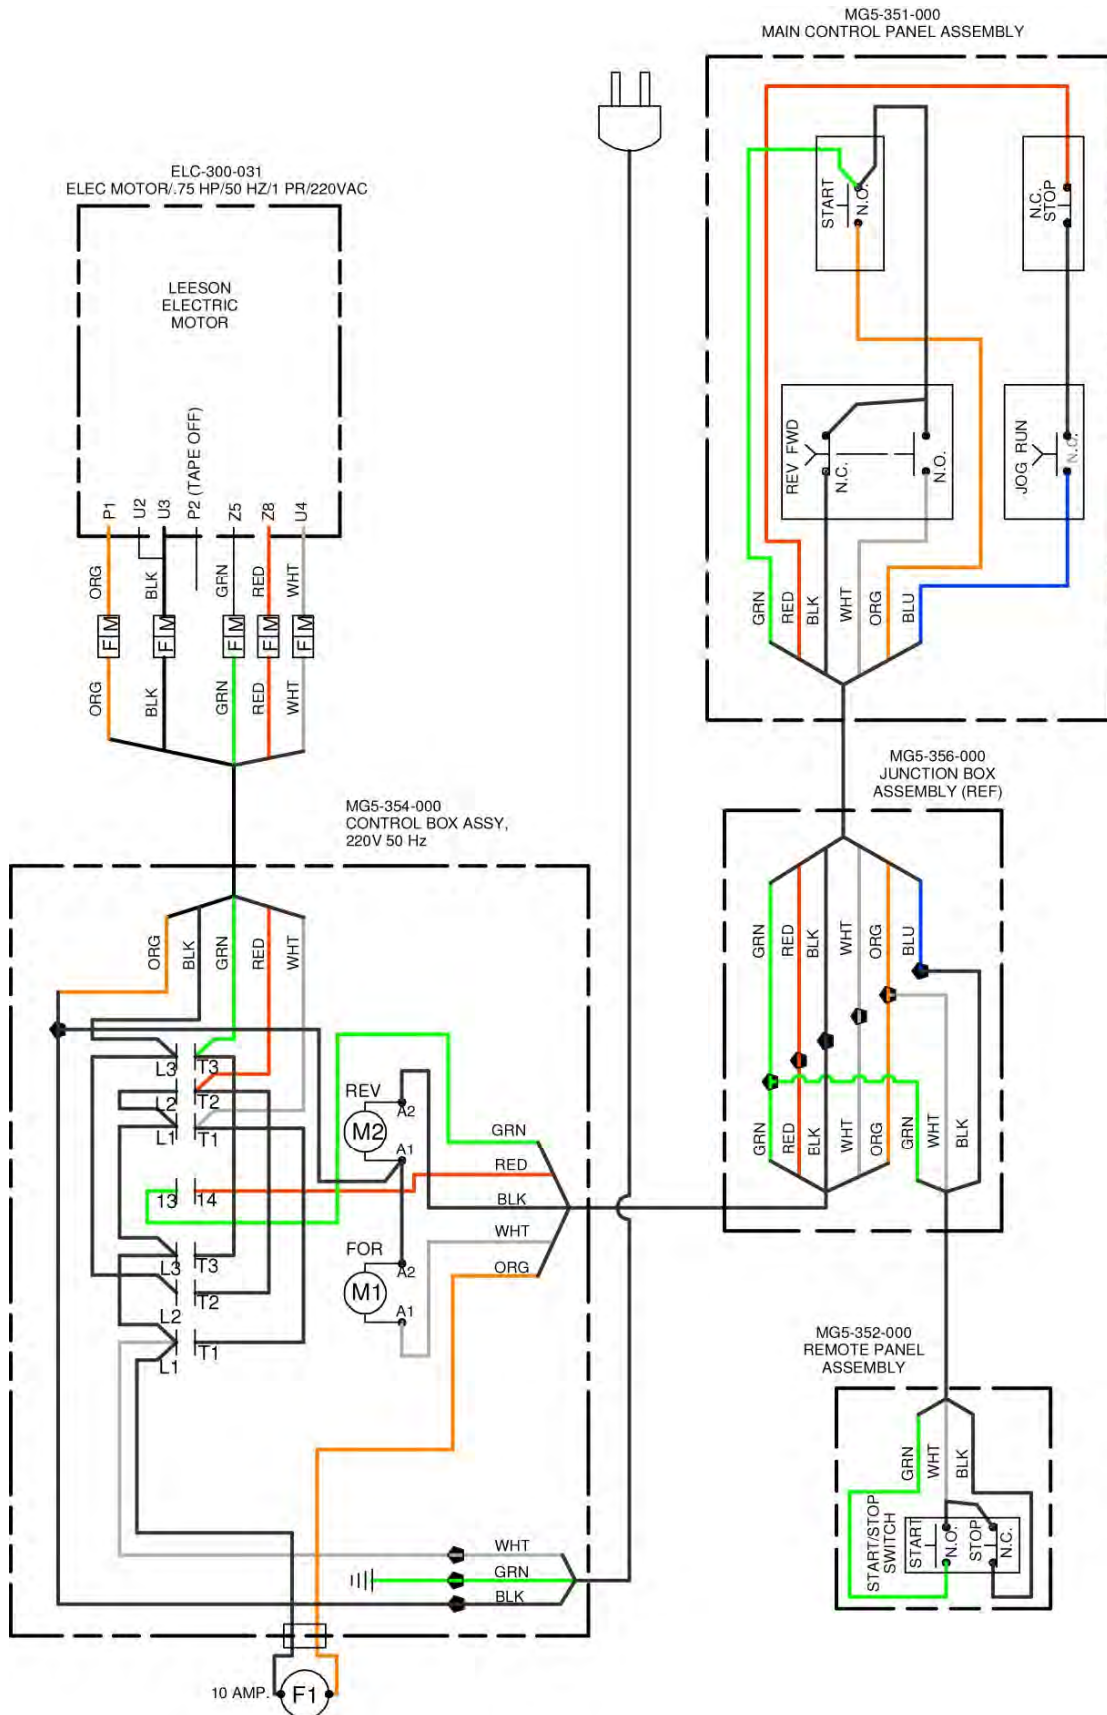 MG5-351-000
MAIN CONTROL PANEL ASSEMBLY
START
N.O.
N.C.
STOP
REV FWD
N.C.
N.O.
JOG RUN
N.O.
GRN
RED
BLK
WHT
ORG
BLU
ELC-300-031
ELEC MOTOR/.75 HP/50 HZ/1 PR/220VAC
LEESON
ELECTRIC
MOTOR
P1
U2
U3
P2 (TAPE OFF)
Z5
Z8
U4
ORG
BLK
GRN
RED
WHT
F M
F M
F M
F M
F M
ORG
BLK
GRN
RED
WHT
MG5-356-000
JUNCTION BOX
ASSEMBLY (REF)
GRN
RED
BLK
WHT
ORG
BLU
GRN
RED
BLK
WHT
ORG
GRN
WHT
BLK
MG5-354-000
CONTROL BOX ASSY,
220V 50 Hz
ORG
BLK
GRN
RED
WHT
L3
T3
L2
T2
L1
T1
13
14
L3
T3
L2
T2
L1
T1
REV
M2
A2
A1
FOR
M1
A2
A1
GRN
RED
BLK
WHT
ORG
WHT
GRN
BLK
10 AMP.
F1
MG5-352-000
REMOTE PANEL
ASSEMBLY
GRN
WHT
BLK
START/STOP
SWITCH
START
N.O.
STOP
N.C.